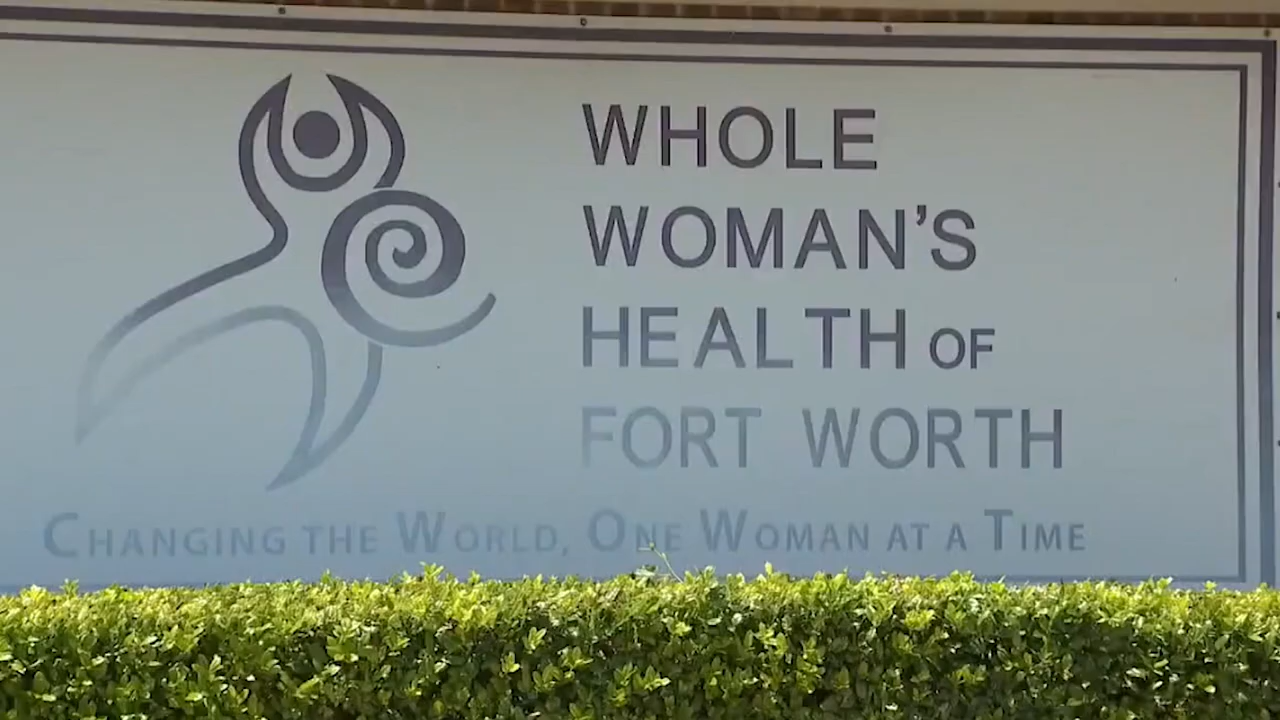 WHOLE
WOMAN'S
HEALTH OF
FORT WORTH
CHANGING THE WORLD, ONE WOMAN AT A TIME